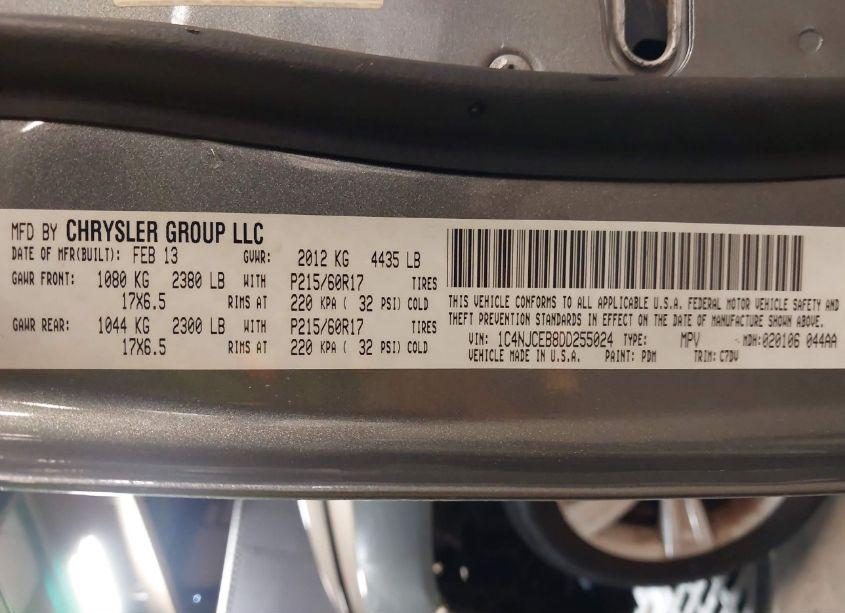 MFD BY CHRYSLER GROUP LLC
DATE OF MFR(BUILT): FEB 13 GVWR: 2012 KG 4435 LB
GAWR FRONT: 1080 KG 2380 LB WITH P215/60R17 TIRES
17X6.5 RIMS AT 220 KPA ( 32 PSI) COLD
GAWR REAR: 1044 KG 2300 LB WITH P215/60R17 TIRES
17X6.5 RIMS AT 220 KPA ( 32 PSI) COLD
THIS VEHICLE CONFORMS TO ALL APPLICABLE U.S.A. FEDERAL MOTOR VEHICLE SAFETY AND
THEFT PREVENTION STANDARDS IN EFFECT ON THE DATE OF MANUFACTURE SHOWN ABOVE.
VIN: 1C4NJCEB8DD255024 TYPE: MPV MDH:020106 044AA
VEHICLE MADE IN U.S.A. PAINT: PDM TRIM: C7DV